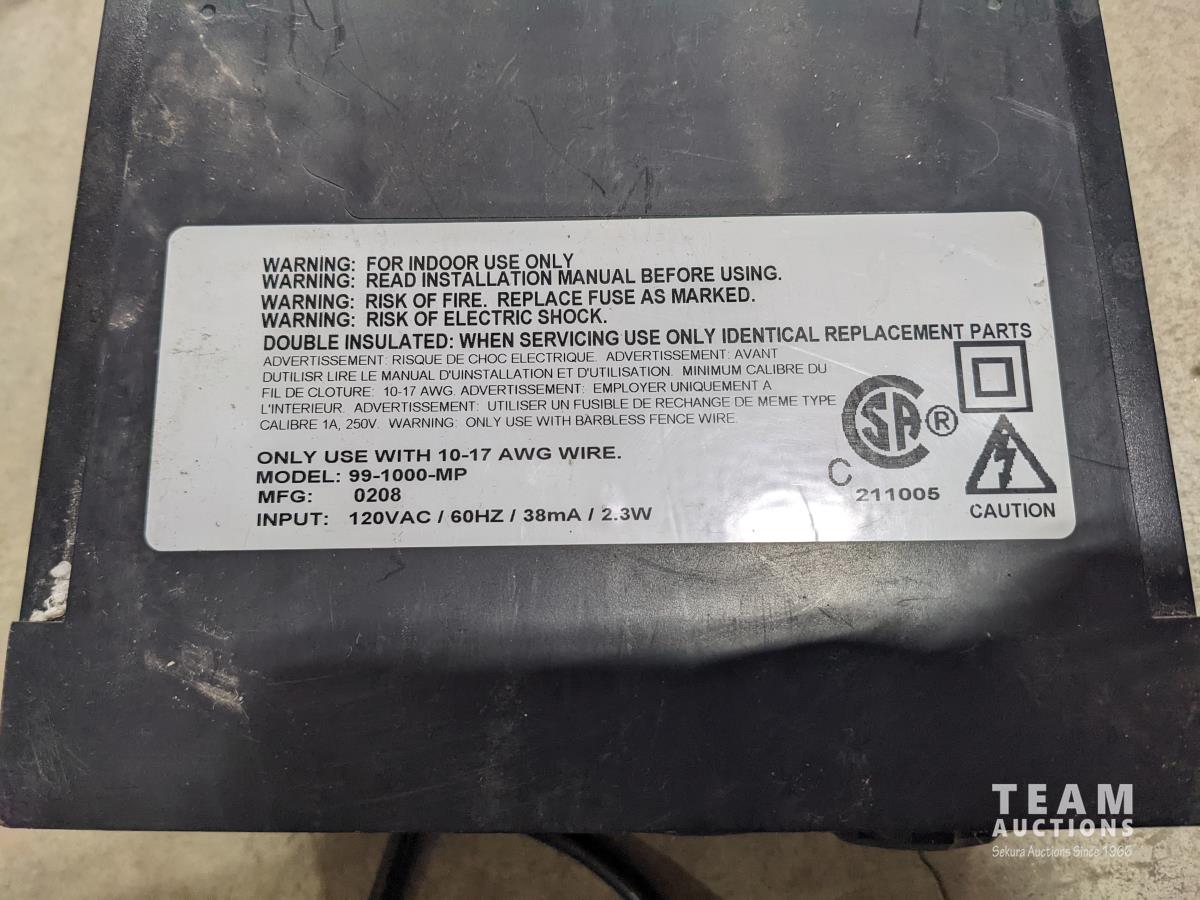 WARNING: FOR INDOOR USE ONLY
WARNING: READ INSTALLATION MANUAL BEFORE USING.
WARNING: RISK OF FIRE. REPLACE FUSE AS MARKED.
WARNING: RISK OF ELECTRIC SHOCK.
DOUBLE INSULATED: WHEN SERVICING USE ONLY IDENTICAL REPLACEMENT PARTS
ADVERTISSEMENT: RISQUE DE CHOC ELECTRIQUE. ADVERTISSEMENT: AVANT
DUTILISR LIRE LE MANUAL D'UINSTALLATION ET D'UTILISATION. MINIMUM CALIBRE DU
FIL DE CLOTURE: 10-17 AWG. ADVERTISSEMENT: EMPLOYER UNIQUEMENT A
L'INTERIEUR. ADVERTISSEMENT: UTILISER UN FUSIBLE DE RECHANGE DE MEME TYPE
CALIBRE 1A, 250V. WARNING: ONLY USE WITH BARBLESS FENCE WIRE.
ONLY USE WITH 10-17 AWG WIRE.
MODEL: 99-1000-MP
MFG: 0208
INPUT: 120VAC / 60HZ / 38mA / 2.3W
C SA ®
C
211005
CAUTION
TEAM
AUCTIONS
Sekura Auctions Since 1966